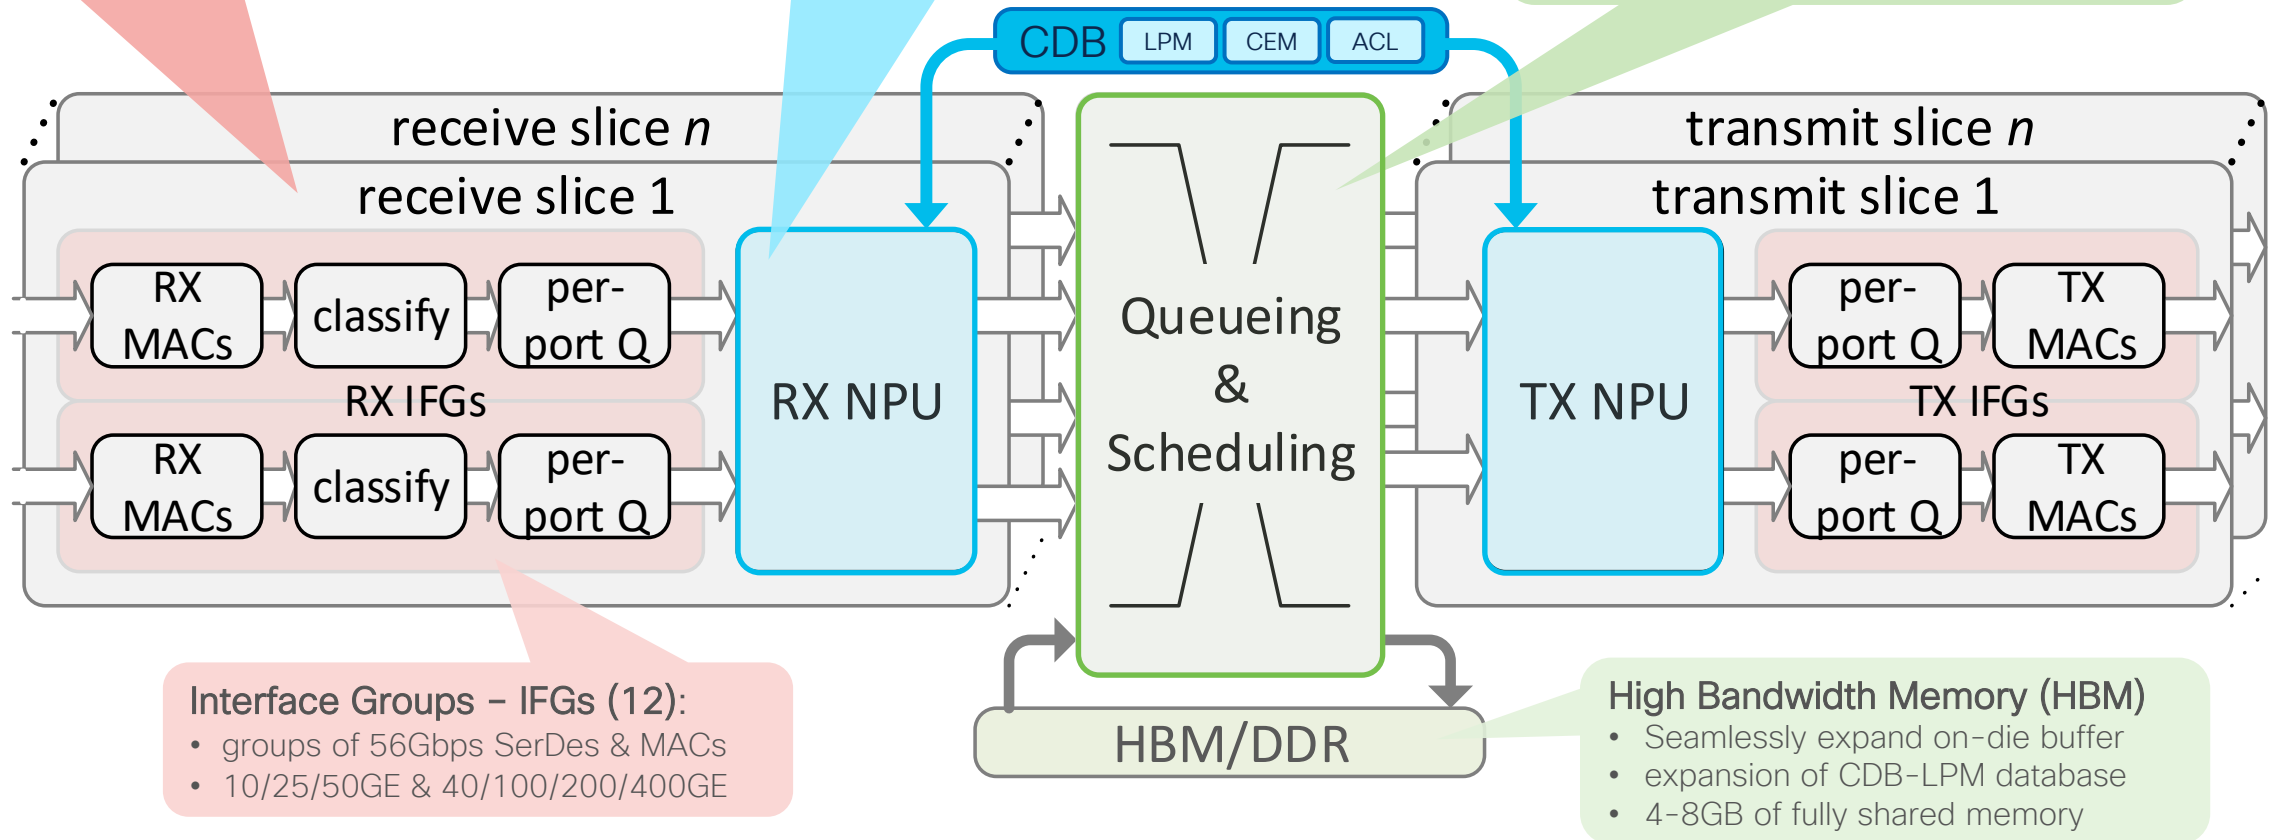 CDB LPM CEM ACL
receive slice n
receive slice 1
transmit slice n
transmit slice 1
RX
MACs
classify
per-
port Q
RX IFGs
RX
MACs
classify
per-
port Q
RX NPU
Queueing
&
Scheduling
TX NPU
per-
port Q
TX
MACs
TX IFGs
per-
port Q
TX
MACs
HBM/DDR
Interface Groups – IFGs (12):
• groups of 56Gbps SerDes & MACs
• 10/25/50GE & 40/100/200/400GE
High Bandwidth Memory (HBM)
• Seamlessly expand on-die buffer
• expansion of CDB-LPM database
• 4-8GB of fully shared memory